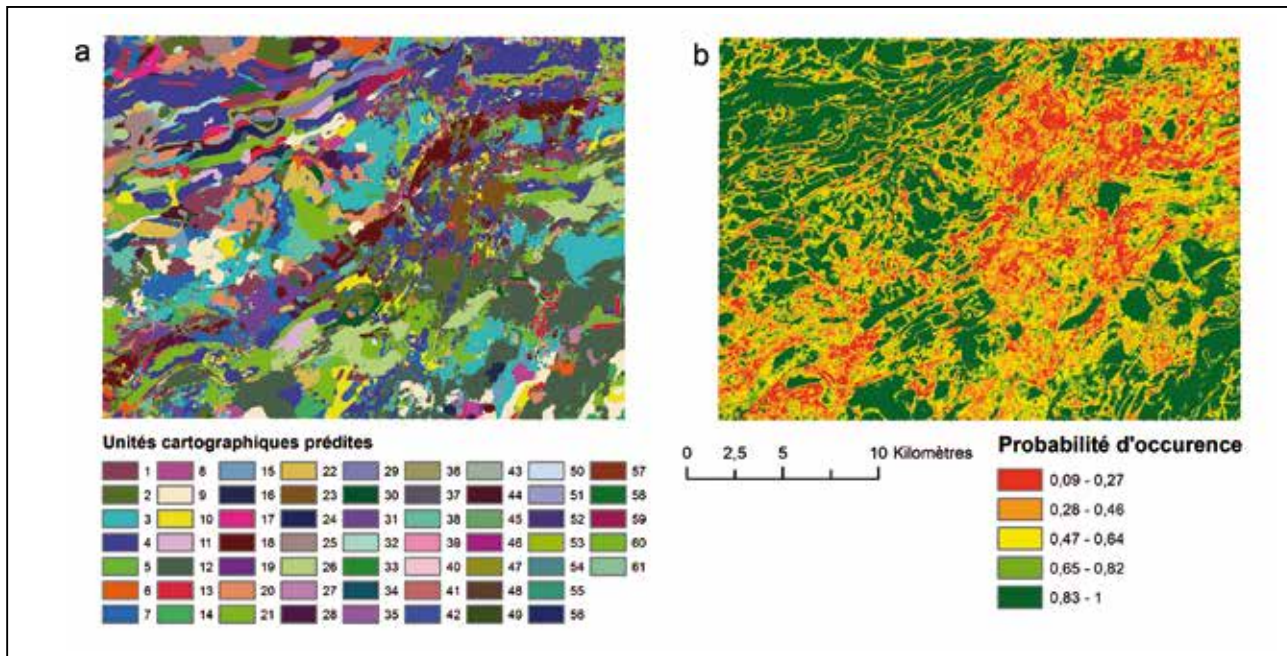 a
b
Unités cartographiques prédites
1 8 15 22 29 36 43 50 57
2 9 16 23 30 37 44 51 58
3 10 17 24 31 38 45 52 59
4 11 18 25 32 39 46 53 60
5 12 19 26 33 40 47 54 61
6 13 20 27 34 41 48 55
7 14 21 28 35 42 49 56
0 2,5 5 10 Kilomètres
Probabilité d'occurence
0,09 - 0,27
0,28 - 0,46
0,47 - 0,64
0,65 - 0,82
0,83 - 1